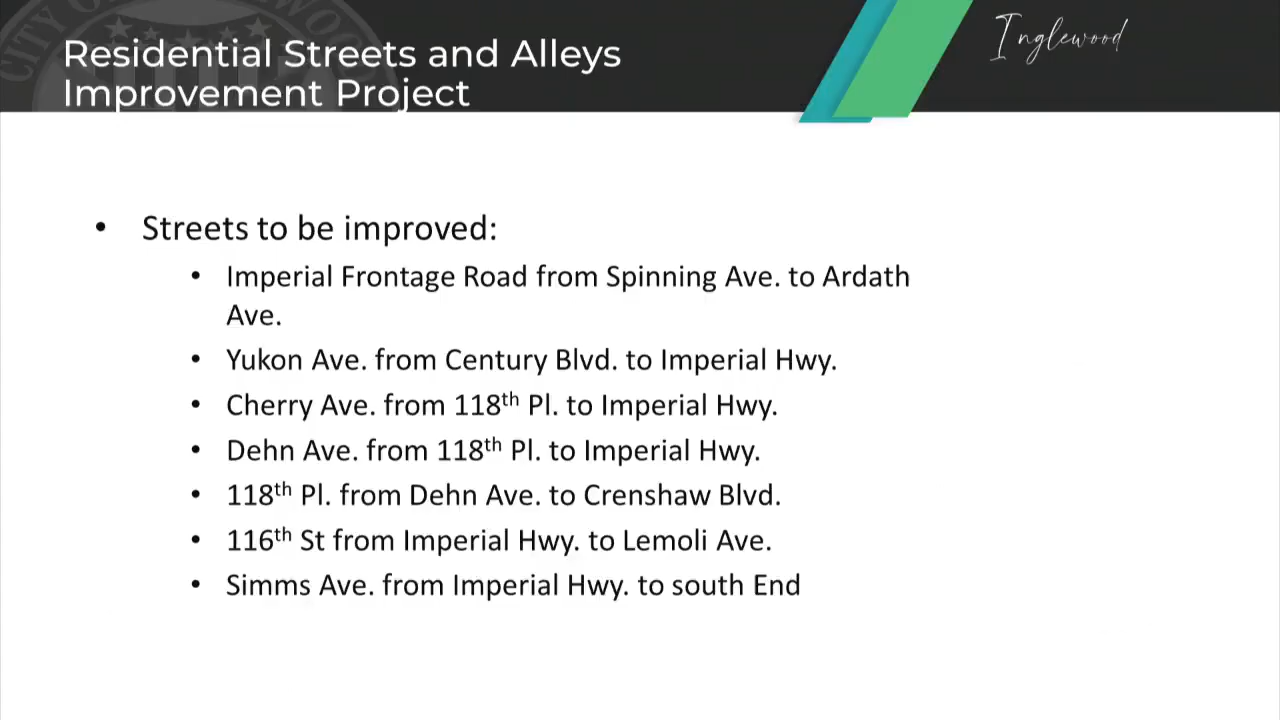 Residential Streets and Alleys
Improvement Project
Inglewood
CITY OF INGLEWOOD
• Streets to be improved:
• Imperial Frontage Road from Spinning Ave. to Ardath
Ave.
• Yukon Ave. from Century Blvd. to Imperial Hwy.
• Cherry Ave. from 118th Pl. to Imperial Hwy.
• Dehn Ave. from 118th Pl. to Imperial Hwy.
• 118th Pl. from Dehn Ave. to Crenshaw Blvd.
• 116th St from Imperial Hwy. to Lemoli Ave.
• Simms Ave. from Imperial Hwy. to south End